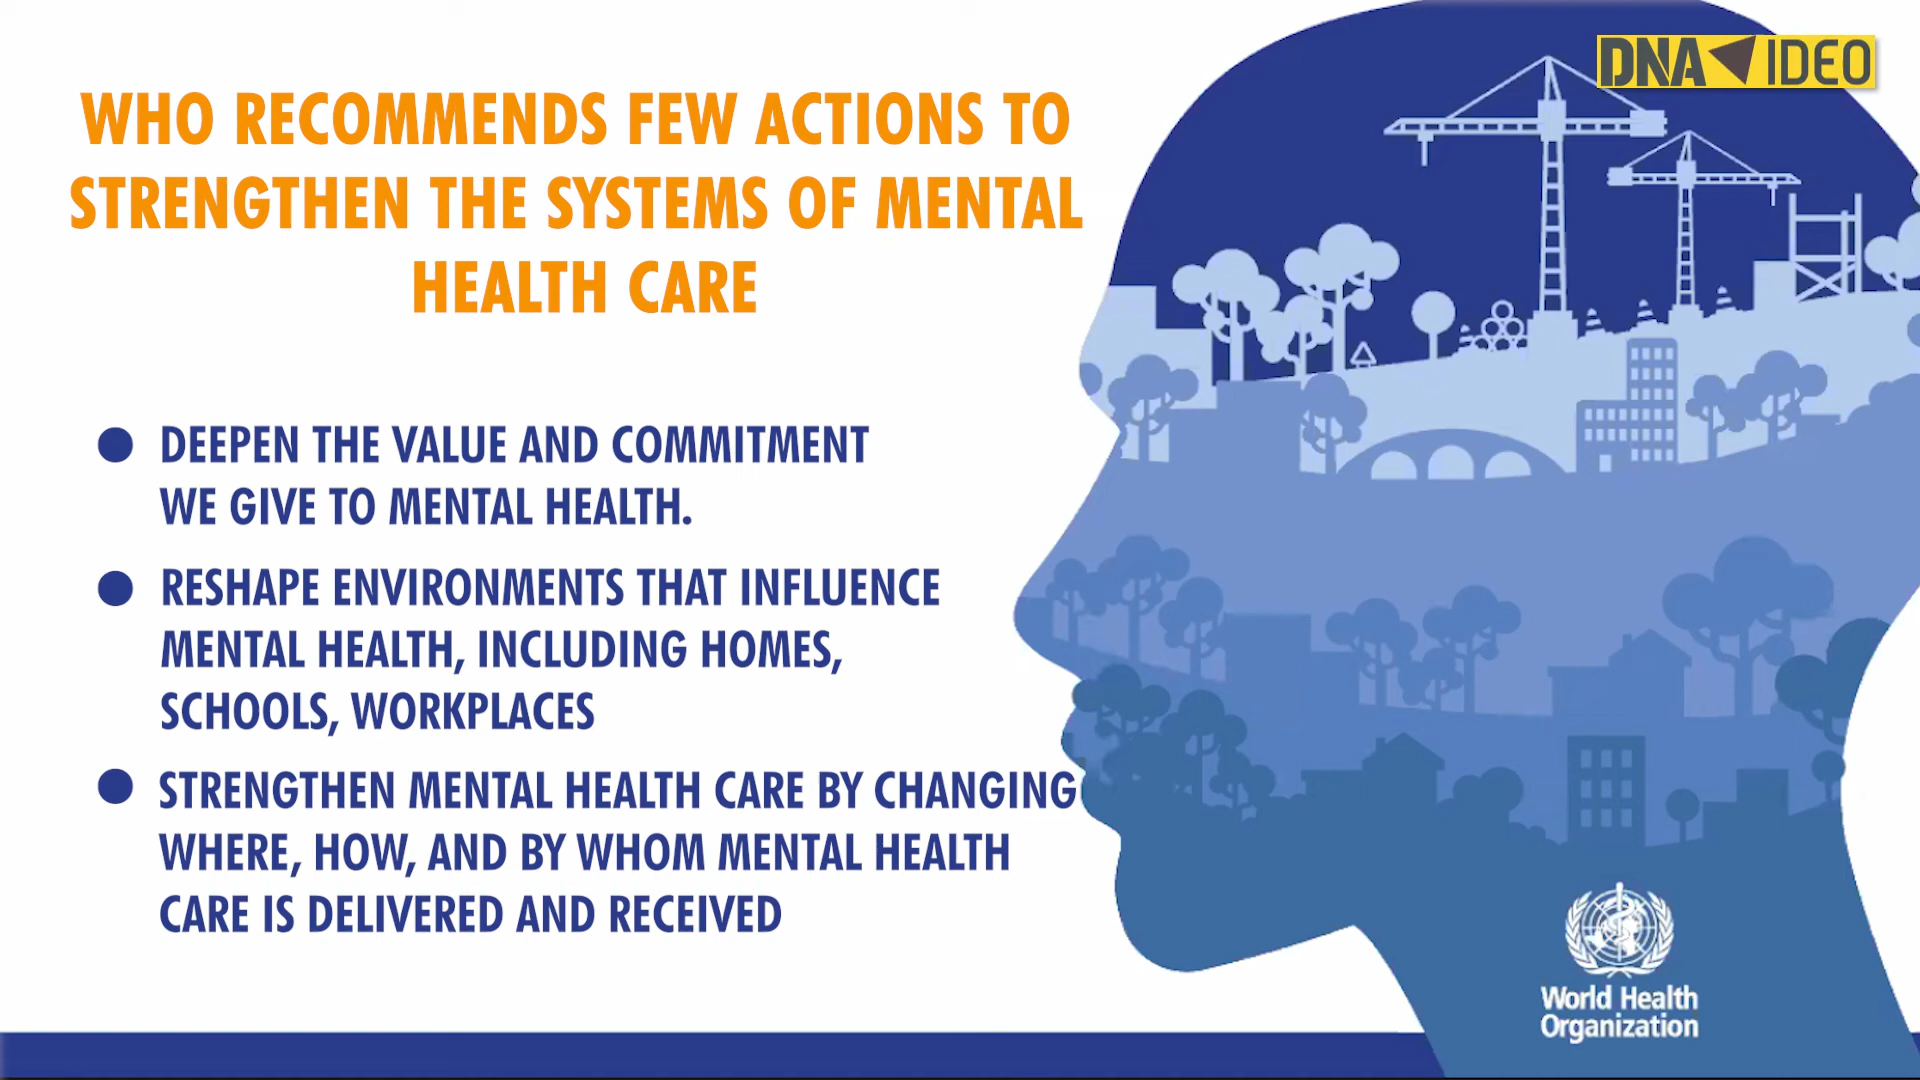 DNA VIDEO
WHO RECOMMENDS FEW ACTIONS TO
STRENGTHEN THE SYSTEMS OF MENTAL
HEALTH CARE
DEEPEN THE VALUE AND COMMITMENT
WE GIVE TO MENTAL HEALTH.
RESHAPE ENVIRONMENTS THAT INFLUENCE
MENTAL HEALTH, INCLUDING HOMES,
SCHOOLS, WORKPLACES
STRENGTHEN MENTAL HEALTH CARE BY CHANGING
WHERE, HOW, AND BY WHOM MENTAL HEALTH
CARE IS DELIVERED AND RECEIVED
World Health
Organization